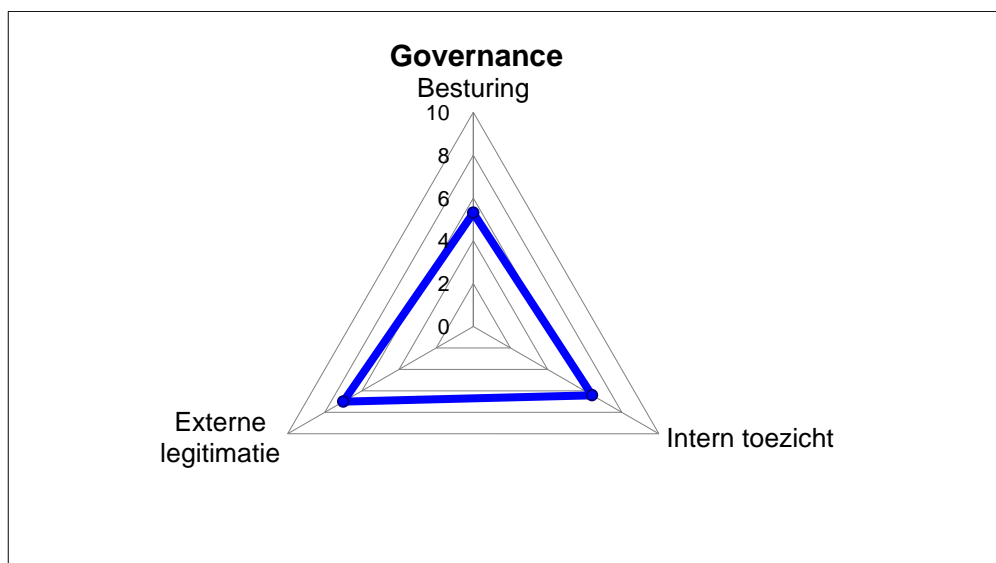 Governance
Besturing
10
8
6
4
2
0
Externe
legitimatie
Intern toezicht